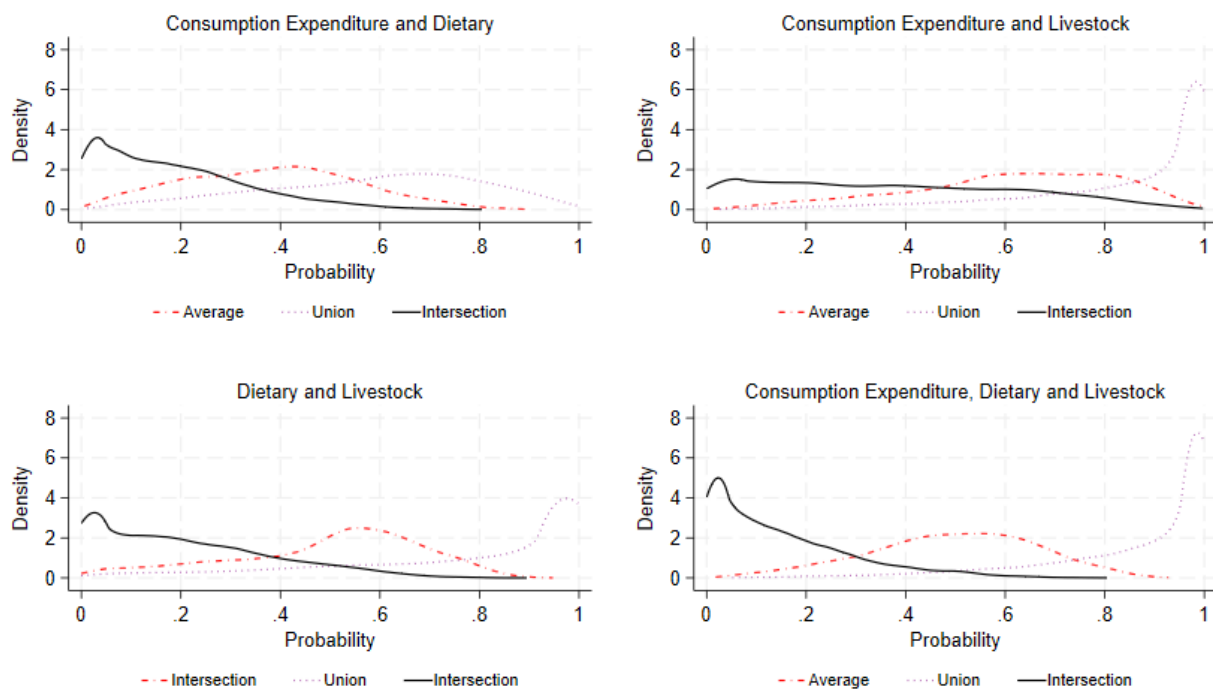 Consumption Expenditure and Dietary
8
6
4
2
0
Density
0 .2 .4 .6 .8 1
Probability
Average Union Intersection
Consumption Expenditure and Livestock
8
6
4
2
0
Density
0 .2 .4 .6 .8 1
Probability
Average Union Intersection
Dietary and Livestock
8
6
4
2
0
Density
0 .2 .4 .6 .8 1
Probability
Intersection Union Intersection
Consumption Expenditure, Dietary and Livestock
8
6
4
2
0
Density
0 .2 .4 .6 .8 1
Probability
Average Union Intersection